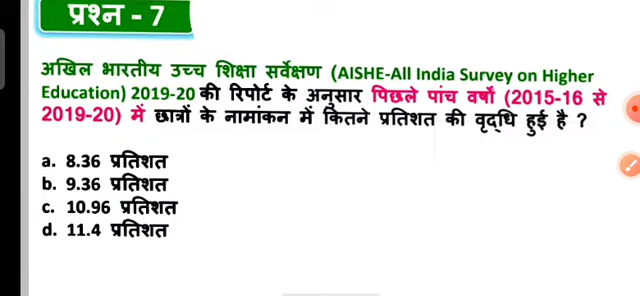 प्रश्न - 7
अखिल भारतीय उच्च शिक्षा सर्वेक्षण (AISHE-All India Survey on Higher
Education) 2019-20 की रिपोर्ट के अनुसार पिछले पांच वर्षों (2015-16 से
2019-20) में छात्रों के नामांकन में कितने प्रतिशत की वृद्धि हुई है ?
a. 8.36 प्रतिशत
b. 9.36 प्रतिशत
c. 10.96 प्रतिशत
d. 11.4 प्रतिशत